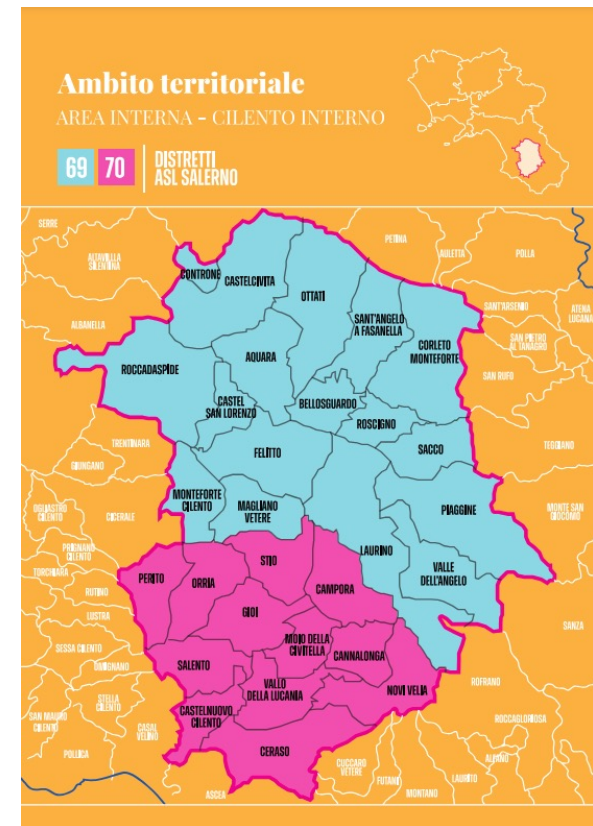 Ambito territoriale
AREA INTERNA - CILENTO INTERNO
69 70 DISTRETTI
ASL SALERNO
SERRE
PETINA
ALTAVILLA
SILENTINA
AULETTA
POLLA
CONTRONE
CASTELCIVITA
OTTATI
SANT'ANGELO
A FASANELLA
SANT'ARSENIO
ATENA
LUCANA
ALBANELLA
CORLETO
MONTEFORTE
SAN PIETRO
AL TANAGRO
ROCCADASPIDE
AQUARA
SAN RUFO
CASTEL
SAN LORENZO
BELLOSGUARDO
ROSCIGNO
TRENTINARA
FELITTO
SACCO
TEGGIANO
GIUNGANO
MONTEFORTE
CILENTO
MAGLIANO
VETERE
PIAGGINE
OGLIASTRO
CILENTO
CICERALE
MONTE SAN
GIOCONIO
PRIGNANO
CILENTO
LAURINO
VALLE
DELL'ANGELO
TORCHIARA
PERITO
ORRIA
STIO
CAMPORA
RUTINO
LUSTRA
GIOI
SANZA
SESSA CILENTO
MOIO DELLA
CIVITELLA
CANNALONGA
OMIGNANO
SALENTO
VALLO
DELLA LUCANIA
NOVI VELIA
ROFRANO
STELLA
CILENTO
CASTELNUOVO
CILENTO
SAN MAURO
CILENTO
CASAL
VELINO
ROCCAGLORIOSA
POLLICA
CERASO
CUCCARO
VETERE
ALFANO
FUTANI
LAURITO
ASCEA
MONTANO